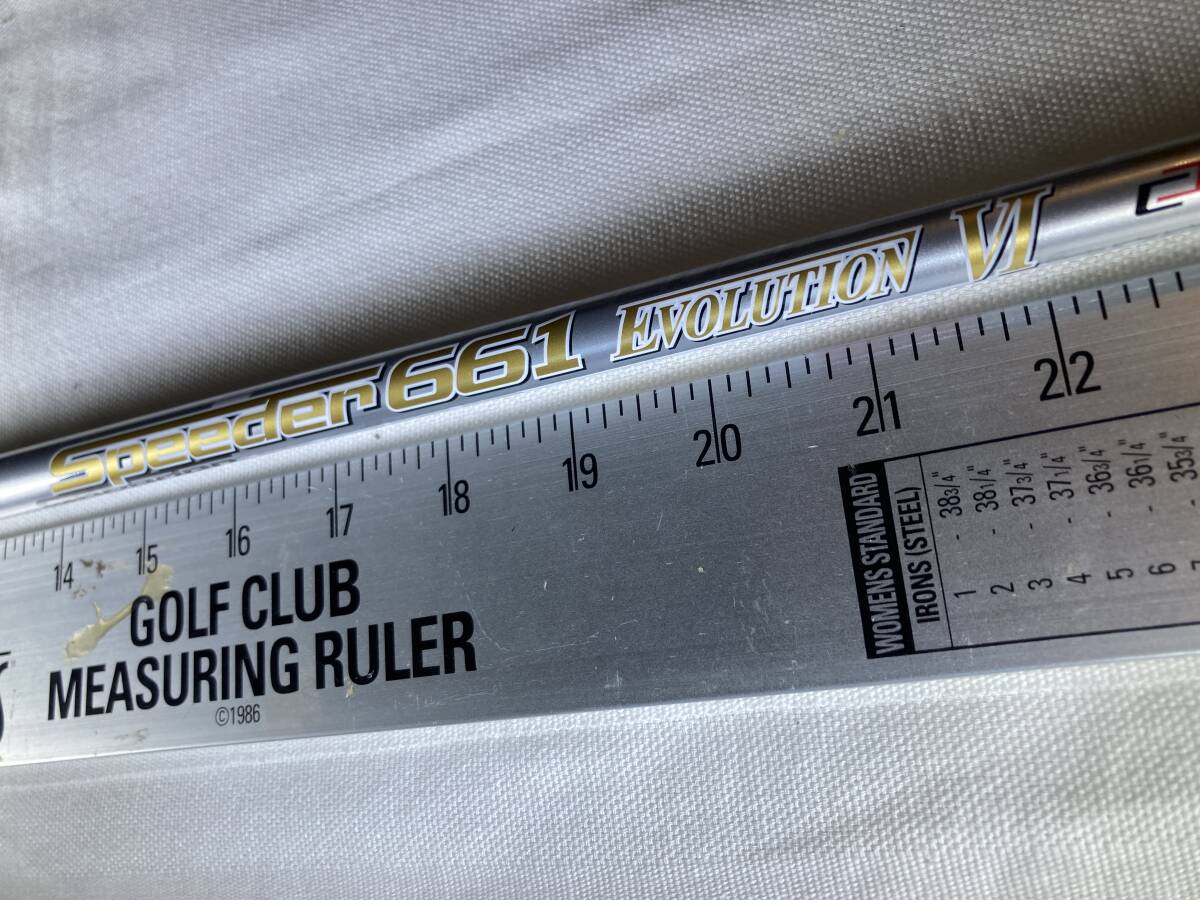 Speeder 661 EVOLUTION VI
14 15 16 17 18 19 20 21 22
GOLF CLUB
MEASURING RULER
©1986
WOMENS STANDARD
IRONS (STEEL)
1 - 38 3/4"
2 - 38 1/4"
3 - 37 3/4"
4 - 37 1/4"
5 - 36 3/4"
6 - 36 1/4"
7 35 3/4"